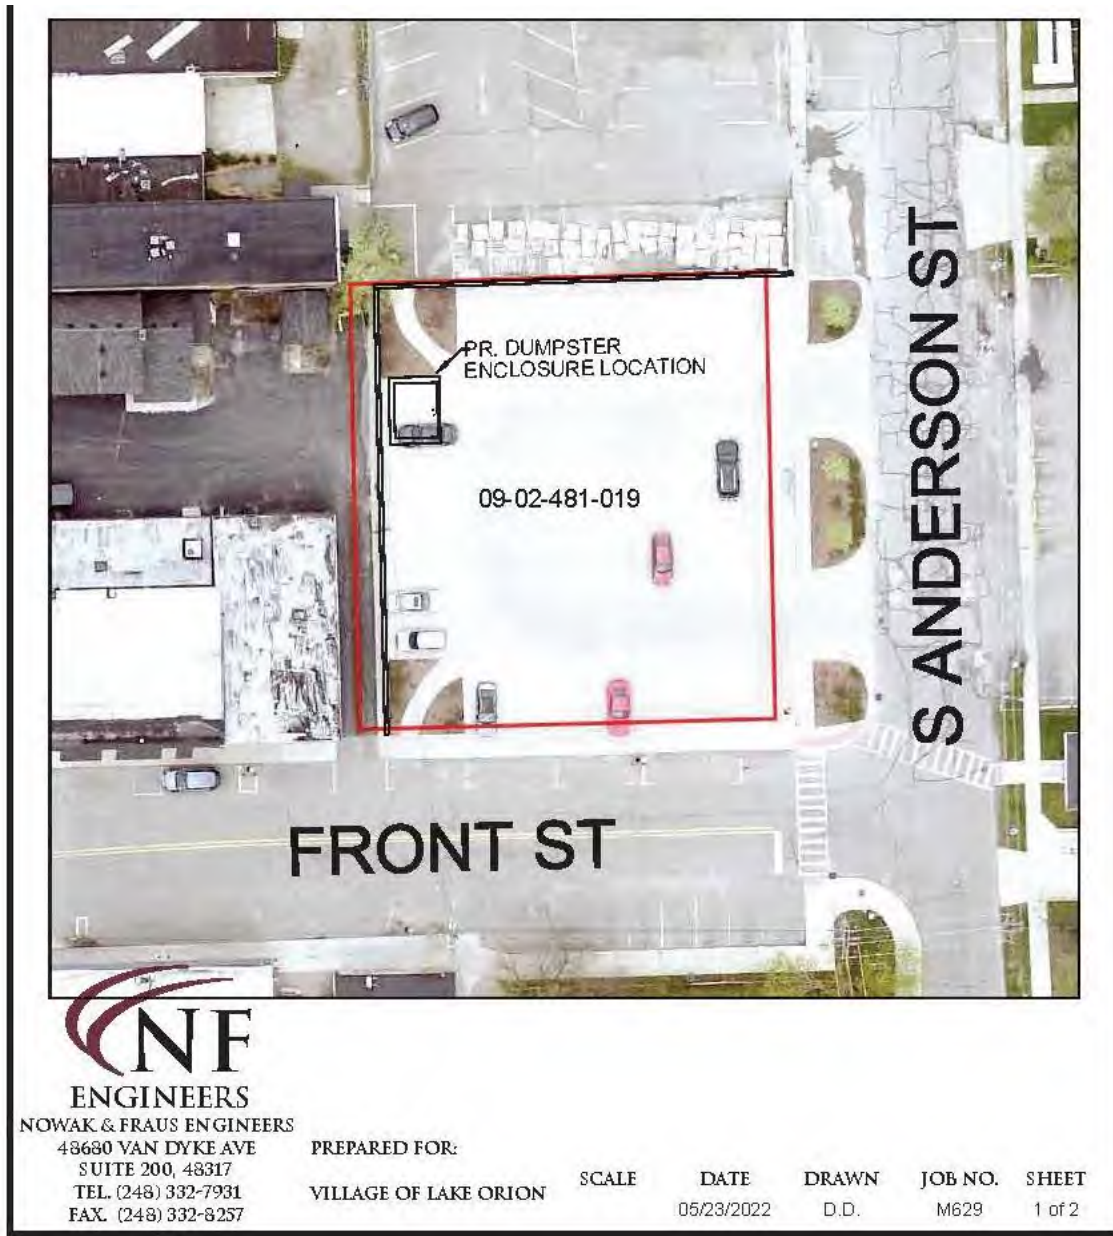 PR. DUMPSTER
ENCLOSURE LOCATION
09-02-481-019
S ANDERSON ST
FRONT ST
NF
ENGINEERS
NOWAK & FRAUS ENGINEERS
48680 VAN DYKE AVE
SUITE 200, 48317
TEL. (248) 332-7931
FAX. (248) 332-8257
PREPARED FOR:
VILLAGE OF LAKE ORION
SCALE
DATE
05/23/2022
DRAWN
D.D.
JOB NO.
M629
SHEET
1 of 2